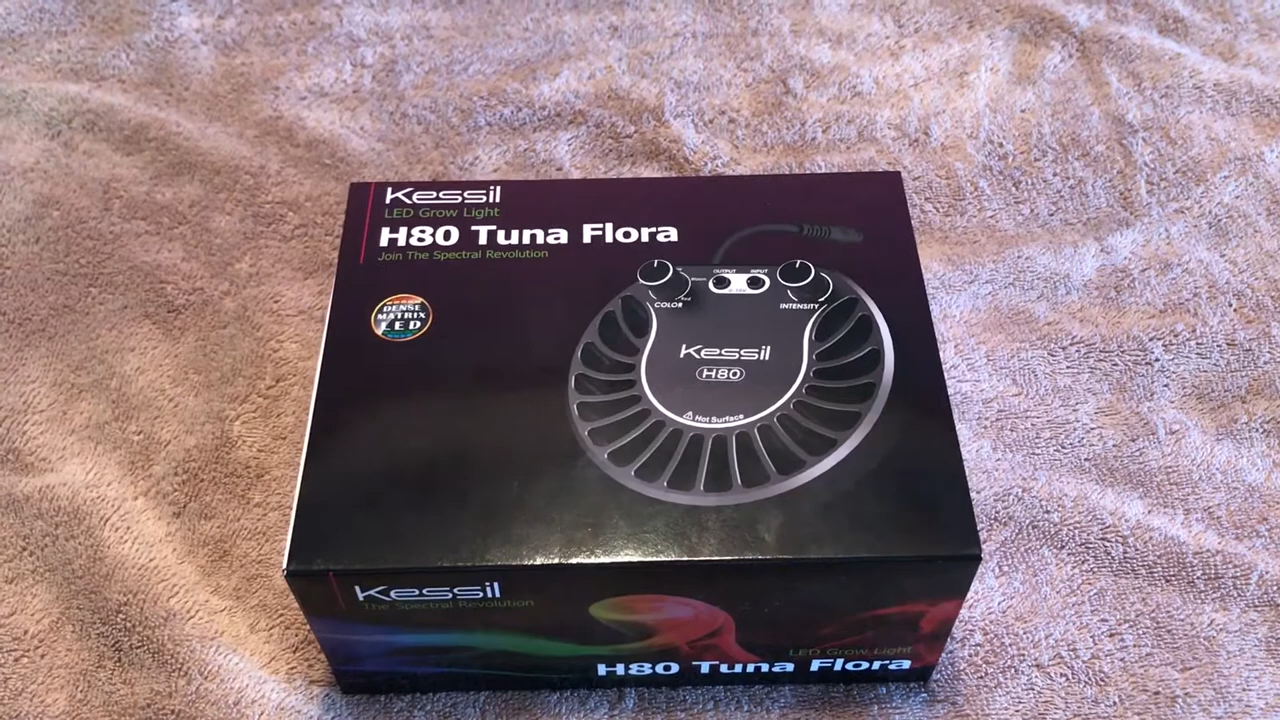 Kessil
LED Grow Light
H80 Tuna Flora
Join The Spectral Revolution
DENSE
MATRIX
LED
OUTPUT INPUT
COLOR
INTENSITY
Kessil
H80
Hot Surface
Kessil
The Spectral Revolution
LED Grow Light
H80 Tuna Flora